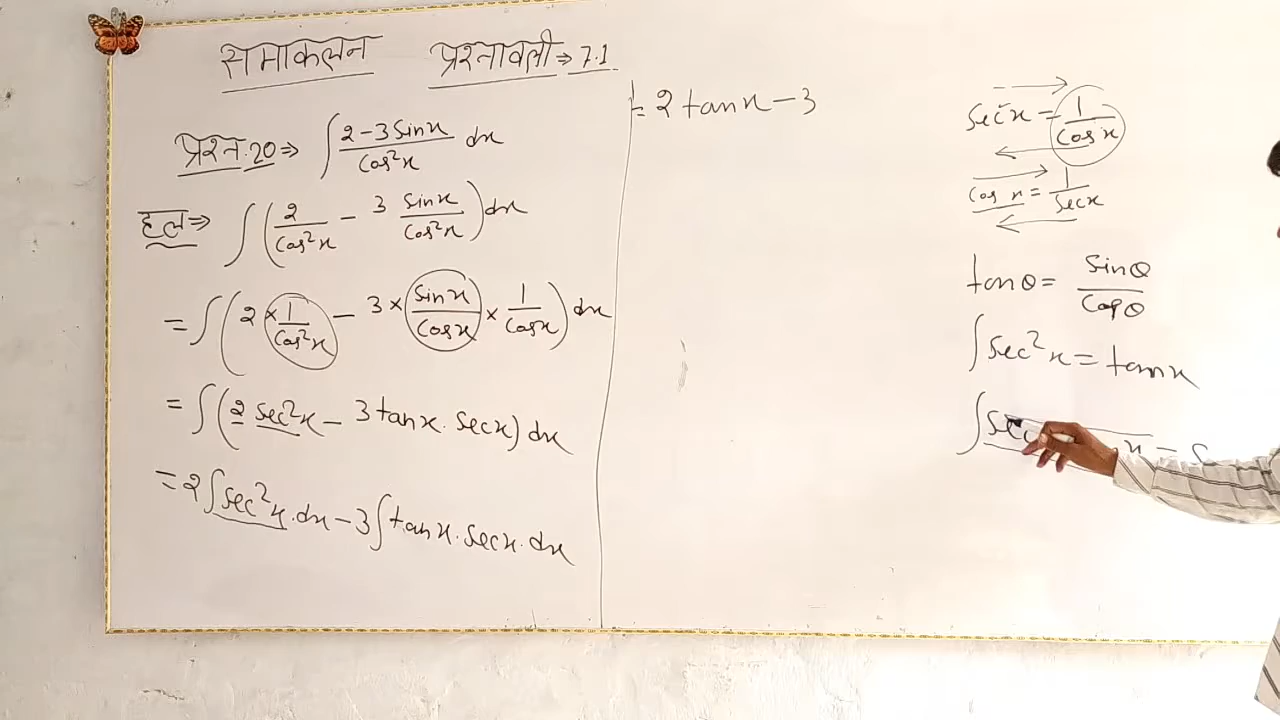 समाकलन प्रश्नावली ⇒ 7.1
प्रश्न.20 ⇒ ∫ (2 - 3 sin x)/(cos²x) dx
हल ⇒ ∫ (2/cos²x - 3 sin x/cos²x) dx
= ∫ (2 × 1/cos²x - 3 × sin x/cos x × 1/cos x) dx
= ∫ (2 sec²x - 3 tan x . sec x) dx
= 2 ∫ sec²x . dx - 3 ∫ tan x . sec x . dx
= 2 tan x - 3
sec x = 1/cos x
cos x = 1/sec x
tan θ = sin θ/cos θ
∫ sec²x = tan x